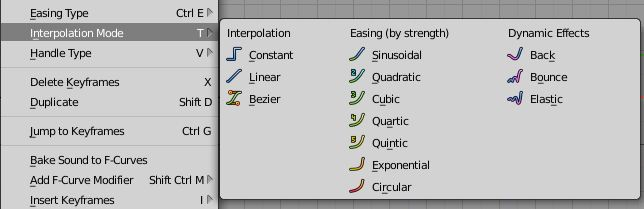 Easing Type Ctrl E
Interpolation Mode T
Handle Type V
Delete Keyframes X
Duplicate Shift D
Jump to Keyframes Ctrl G
Bake Sound to F-Curves
Add F-Curve Modifier Shift Ctrl M
Insert Keyframes I
Interpolation
Constant
Linear
Bezier
Easing (by strength)
Sinusoidal
Quadratic
Cubic
Quartic
Quintic
Exponential
Circular
Dynamic Effects
Back
Bounce
Elastic